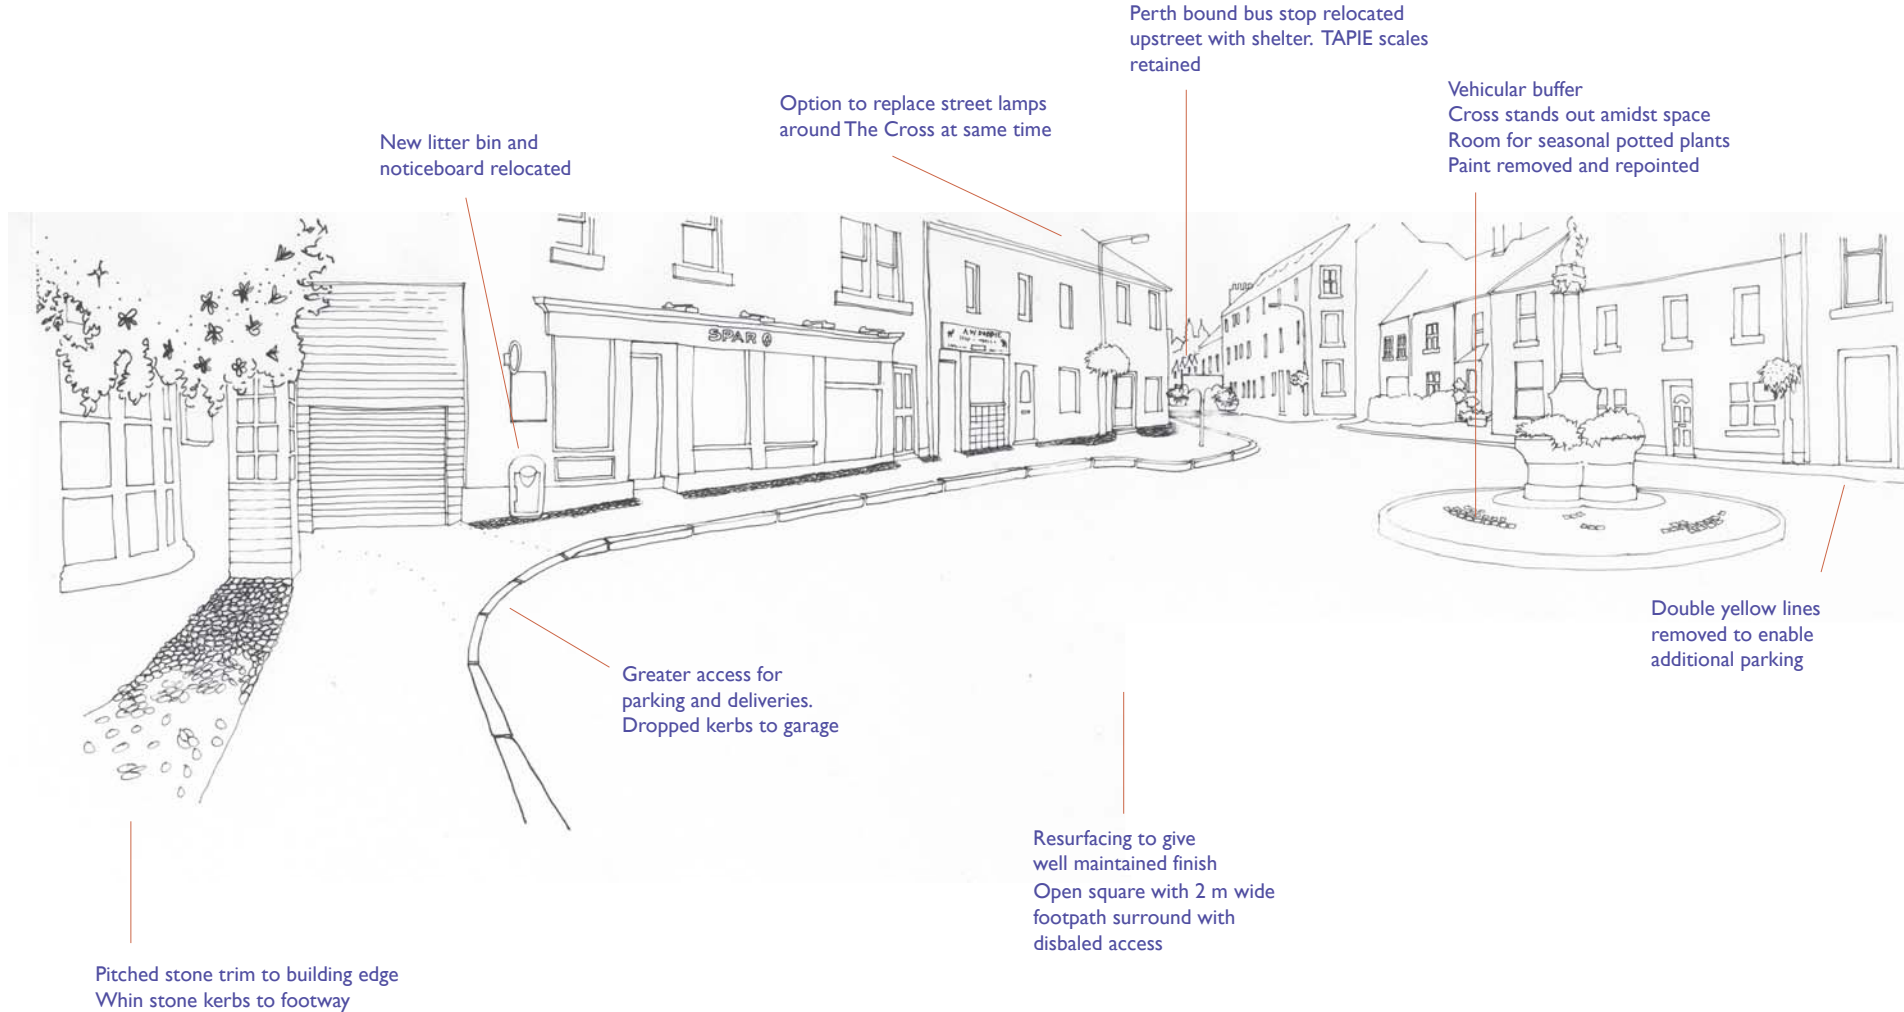 Perth bound bus stop relocated
upstreet with shelter. TAPIE scales
retained
Vehicular buffer
Cross stands out amidst space
Room for seasonal potted plants
Paint removed and repointed
Option to replace street lamps
around The Cross at same time
New litter bin and
noticeboard relocated
SPAR
Double yellow lines
removed to enable
additional parking
Greater access for
parking and deliveries.
Dropped kerbs to garage
Resurfacing to give
well maintained finish
Open square with 2 m wide
footpath surround with
disbaled access
Pitched stone trim to building edge
Whin stone kerbs to footway